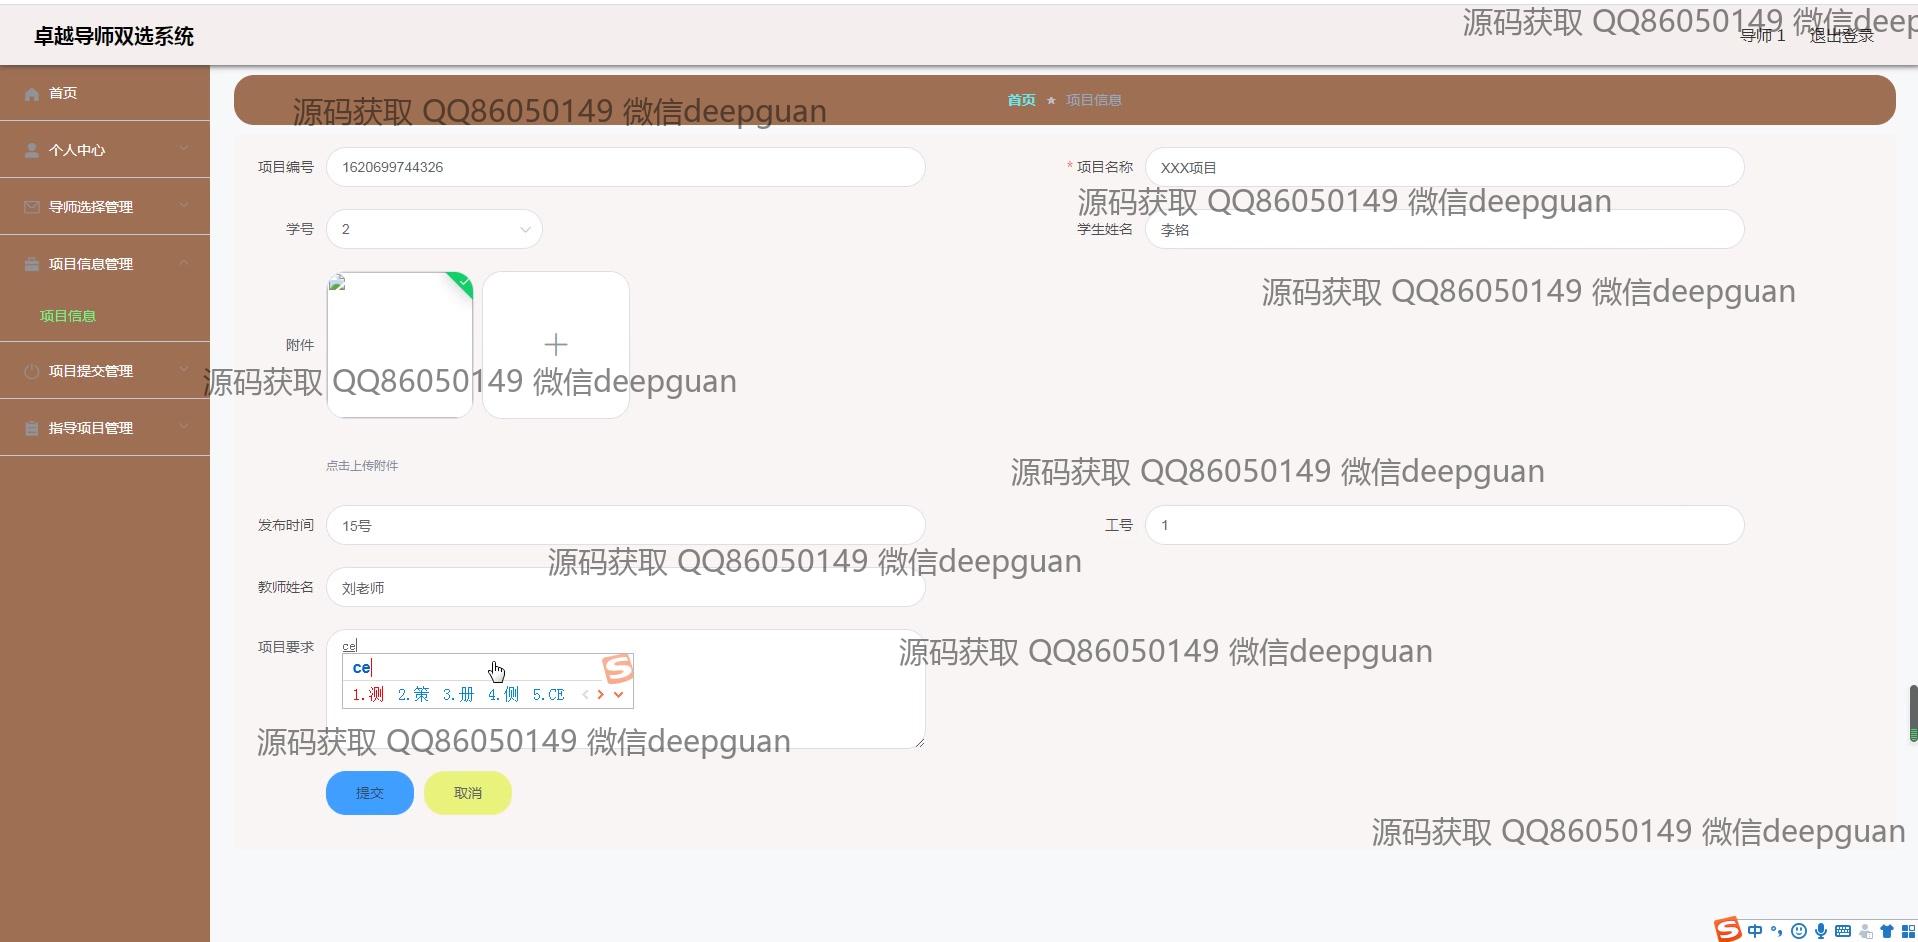 卓越导师双选系统
源码获取 QQ86050149 微信deep
导师 1 退出登录
首页
个人中心
导师选择管理
项目信息管理
项目信息
项目提交管理
指导项目管理
首页 ★ 项目信息
源码获取 QQ86050149 微信deepguan
项目编号 1620699744326
* 项目名称 XXX项目
源码获取 QQ86050149 微信deepguan
学号 2
学生姓名 李铭
源码获取 QQ86050149 微信deepguan
附件
源码获取 QQ86050149 微信deepguan
点击上传附件
源码获取 QQ86050149 微信deepguan
发布时间 15号
工号 1
源码获取 QQ86050149 微信deepguan
教师姓名 刘老师
项目要求 ce
源码获取 QQ86050149 微信deepguan
ce
1.测 2.策 3.册 4.侧 5.CE
源码获取 QQ86050149 微信deepguan
提交 取消
源码获取 QQ86050149 微信deepguan
中